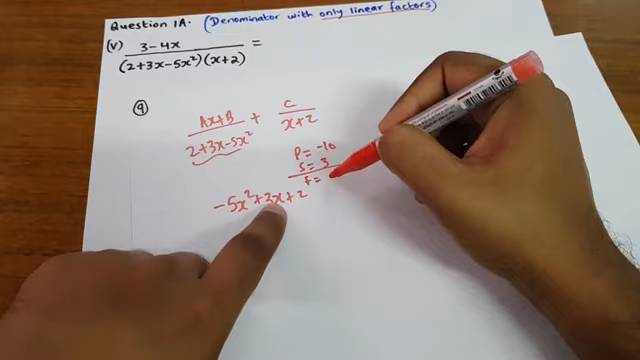 Question 1A. (Denominator with only linear factors)
(v) 3-4x / (2+3x-5x²)(x+2) =
(9) Ax+B / 2+3x-5x² + C / x+2
P = -10
S = 3
f =
-5x²+3x+2